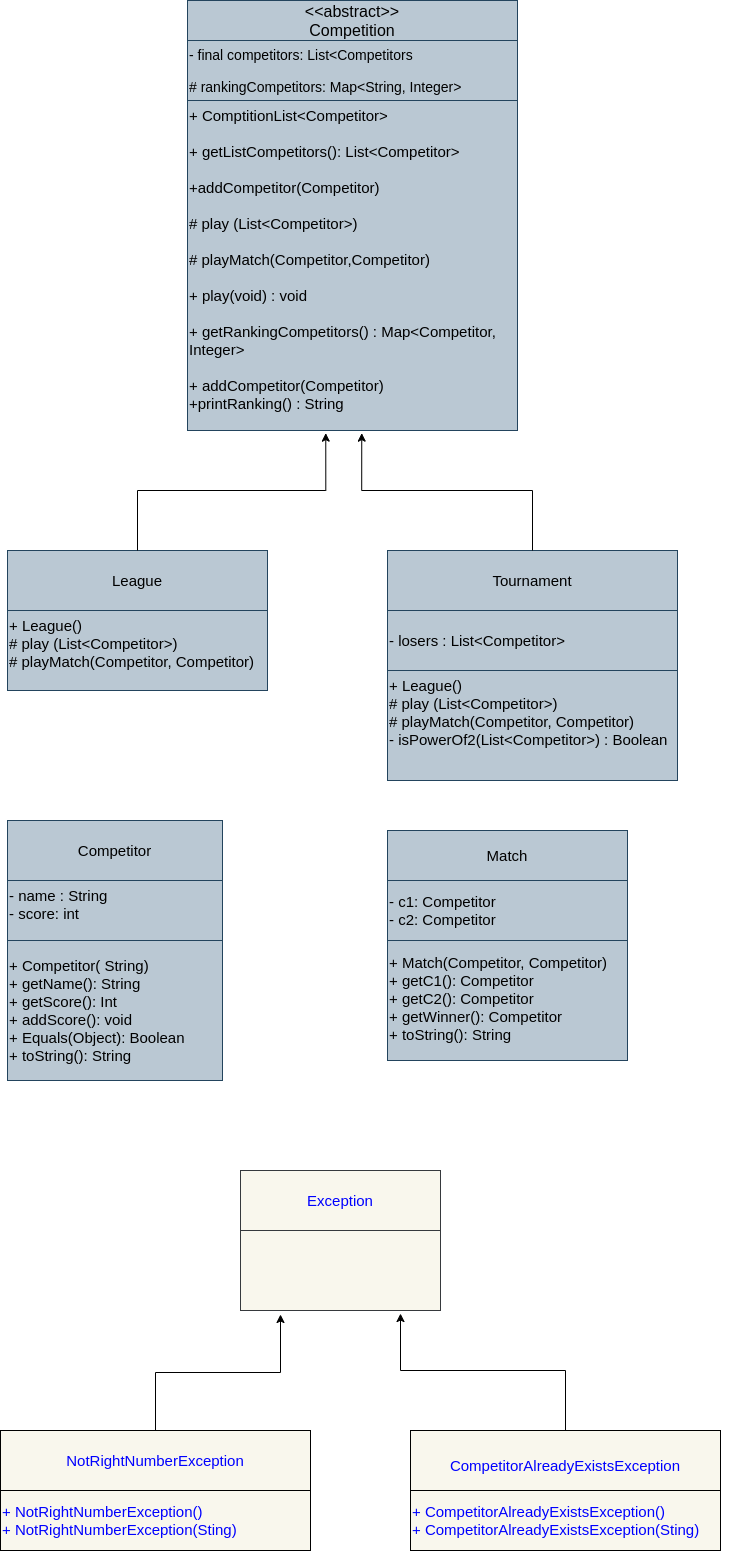 <<abstract>>
Competition
- final competitors: List<Competitors
# rankingCompetitors: Map<String, Integer>
+ ComptitionList<Competitor>
+ getListCompetitors(): List<Competitor>
+addCompetitor(Competitor)
# play (List<Competitor>)
# playMatch(Competitor,Competitor)
+ play(void) : void
+ getRankingCompetitors() : Map<Competitor,
Integer>
+ addCompetitor(Competitor)
+printRanking() : String
League
+ League()
# play (List<Competitor>)
# playMatch(Competitor, Competitor)
Tournament
- losers : List<Competitor>
+ League()
# play (List<Competitor>)
# playMatch(Competitor, Competitor)
- isPowerOf2(List<Competitor>) : Boolean
Competitor
- name : String
- score: int
+ Competitor( String)
+ getName(): String
+ getScore(): Int
+ addScore(): void
+ Equals(Object): Boolean
+ toString(): String
Match
- c1: Competitor
- c2: Competitor
+ Match(Competitor, Competitor)
+ getC1(): Competitor
+ getC2(): Competitor
+ getWinner(): Competitor
+ toString(): String
Exception
NotRightNumberException
+ NotRightNumberException()
+ NotRightNumberException(Sting)
CompetitorAlreadyExistsException
+ CompetitorAlreadyExistsException()
+ CompetitorAlreadyExistsException(Sting)